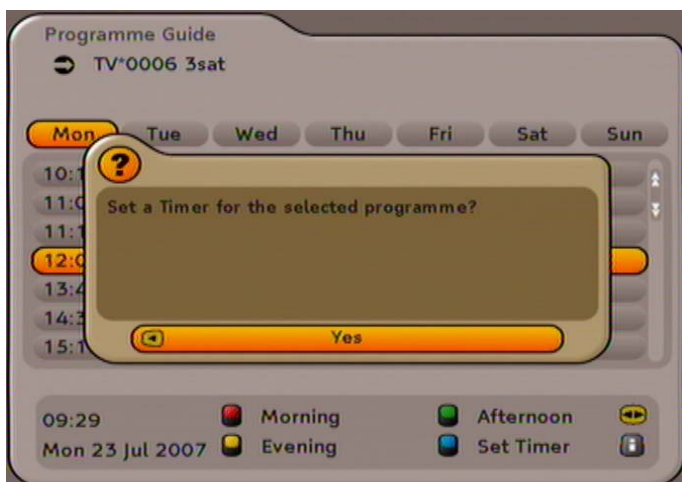 Programme Guide
TV*0006 3sat
Mon Tue Wed Thu Fri Sat Sun
?
Set a Timer for the selected programme?
Yes
09:29
Morning
Afternoon
Mon 23 Jul 2007
Evening
Set Timer
i